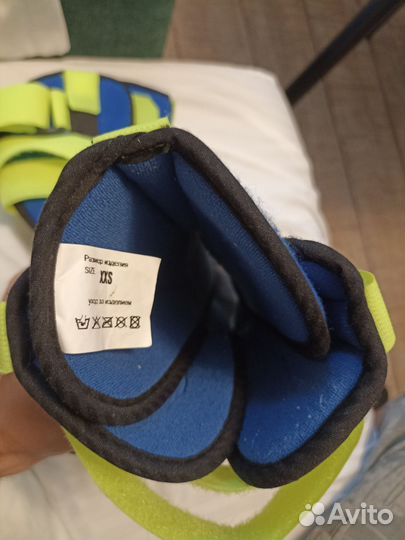 Размер изделия
SIZE XXS
Уход за изделием
Avito